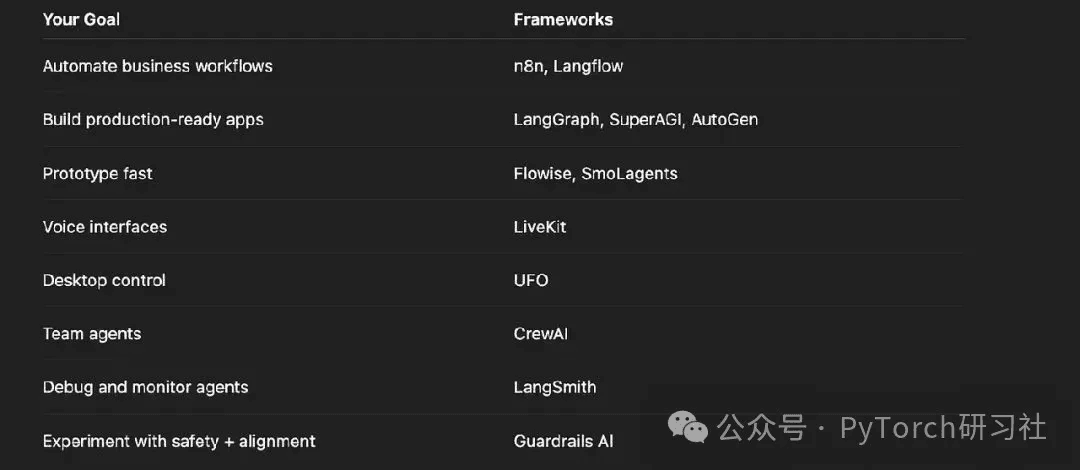 Your Goal Frameworks
Automate business workflows n8n, Langflow
Build production-ready apps LangGraph, SuperAGI, AutoGen
Prototype fast Flowise, SmoLagents
Voice interfaces LiveKit
Desktop control UFO
Team agents CrewAI
Debug and monitor agents LangSmith
Experiment with safety + alignment Guardrails AI
公众号 · PyTorch研习社